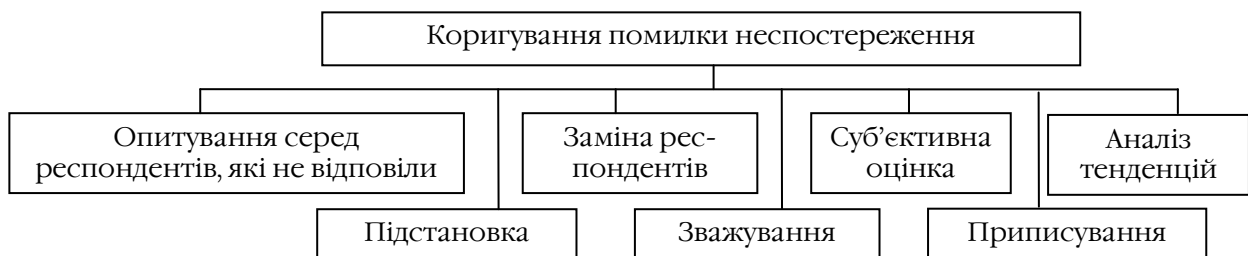 Коригування помилки неспостереження
Опитування серед
респондентів, які не відповіли
Заміна рес-
пондентів
Суб’єктивна
оцінка
Аналіз
тенденцій
Підстановка
Зважування
Приписування